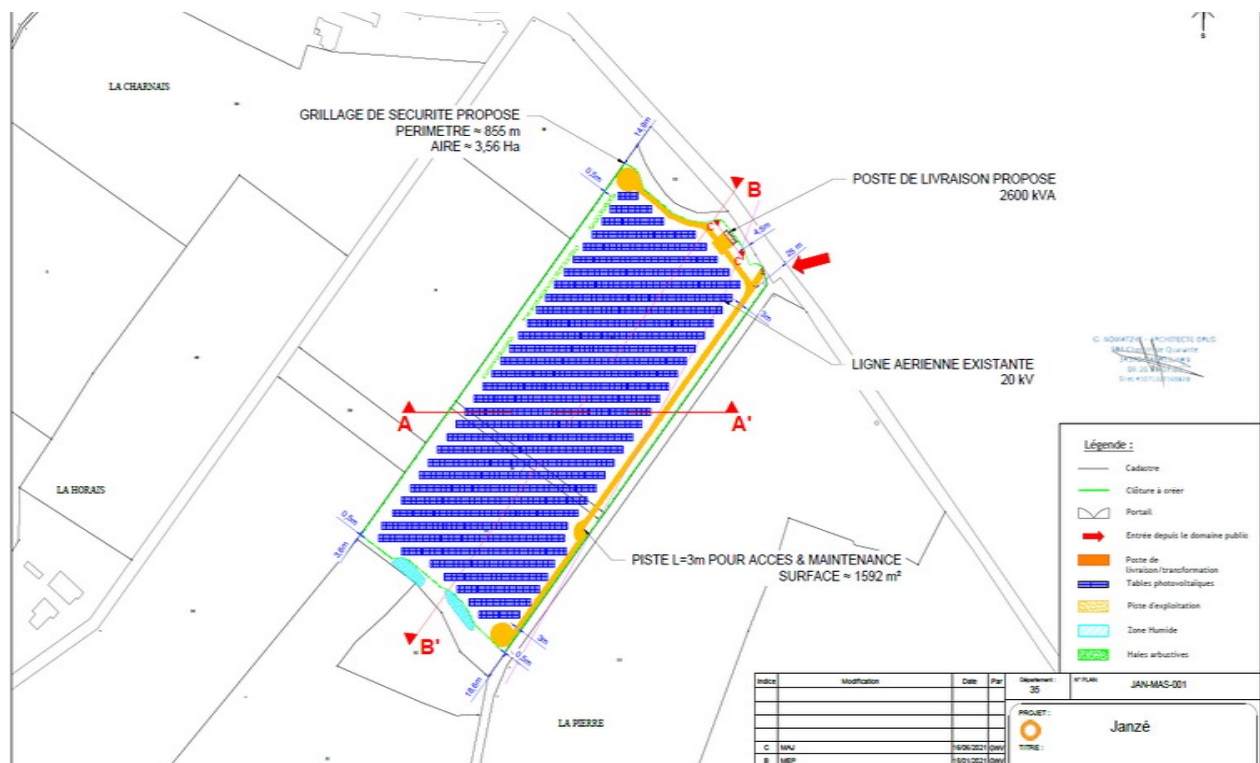 S
LA CHARNAIS
GRILLAGE DE SECURITE PROPOSE
PERIMETRE ≈ 855 m
AIRE ≈ 3,56 Ha
14,9m
0,5m
B
POSTE DE LIVRAISON PROPOSE
2600 kVA
C
C'
4,5m
26 m
3m
LIGNE AERIENNE EXISTANTE
20 kV
A
A'
LA HORAIS
0,5m
3,6m
PISTE L=3m POUR ACCES & MAINTENANCE
SURFACE ≈ 1592 m²
B'
3m
0,5m
18,6m
LA PIERRE
Légende :
Cadastre
Clôture à créer
Portail
Entrée depuis le domaine public
Poste de
livraison/transformation
Tables photovoltaïques
Piste d'exploitation
Zone Humide
Haies arbustives
Indice Modification Date Par
C MAJ 16/06/2021
B MEP 15/01/2021
Département :
35
N° PLAN:
JAN-MAS-001
PROJET :
Janzé
TITRE :